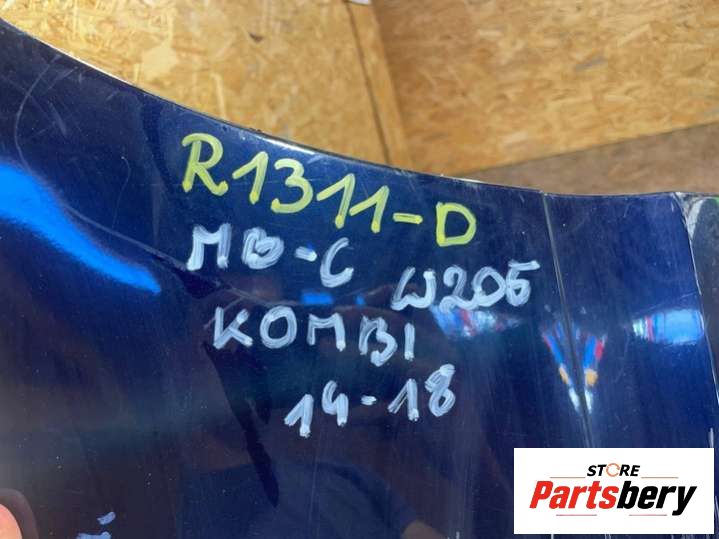 R1311-D
MB-C W205
KOMBI
14-18
STORE
Partsbery